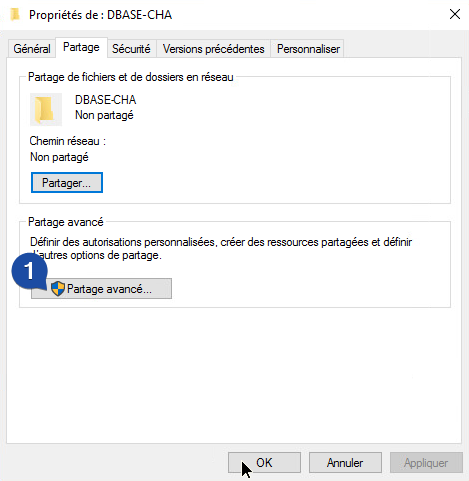 Propriétés de : DBASE-CHA
Général Partage Sécurité Versions précédentes Personnaliser
Partage de fichiers et de dossiers en réseau
DBASE-CHA
Non partagé
Chemin réseau :
Non partagé
Partager...
Partage avancé
Définir des autorisations personnalisées, créer des ressources partagées et définir
d'autres options de partage.
1
Partage avancé...
OK Annuler Appliquer